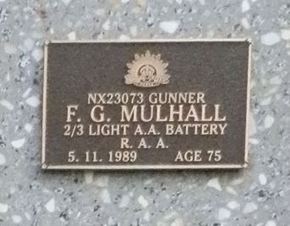 NX23073 GUNNER
F. G. MULHALL
2/3 LIGHT A.A. BATTERY
R. A. A.
5. 11. 1989 AGE 75